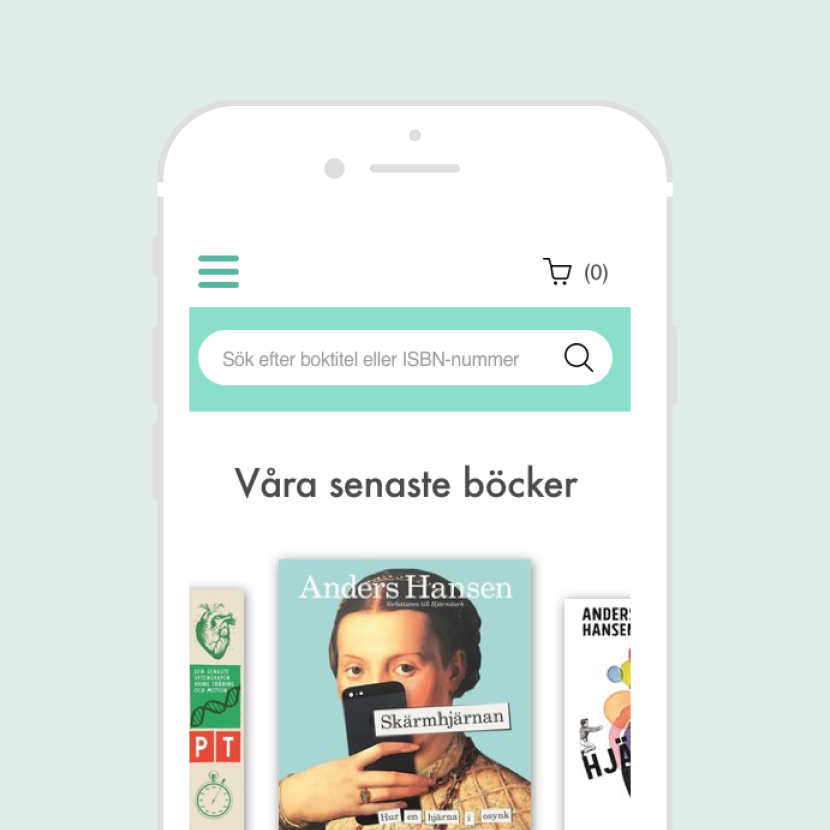 (0)
Sök efter boktitel eller ISBN-nummer
Våra senaste böcker
DEN SENASTE
VETENSKAPEN
KRING TRÄNING
OCH MOTION
PT
Anders Hansen
författaren till Hjärnstark
Skärmhjärnan
Hur en hjärna i osynk
ANDERS
HANSEN
HJÄ